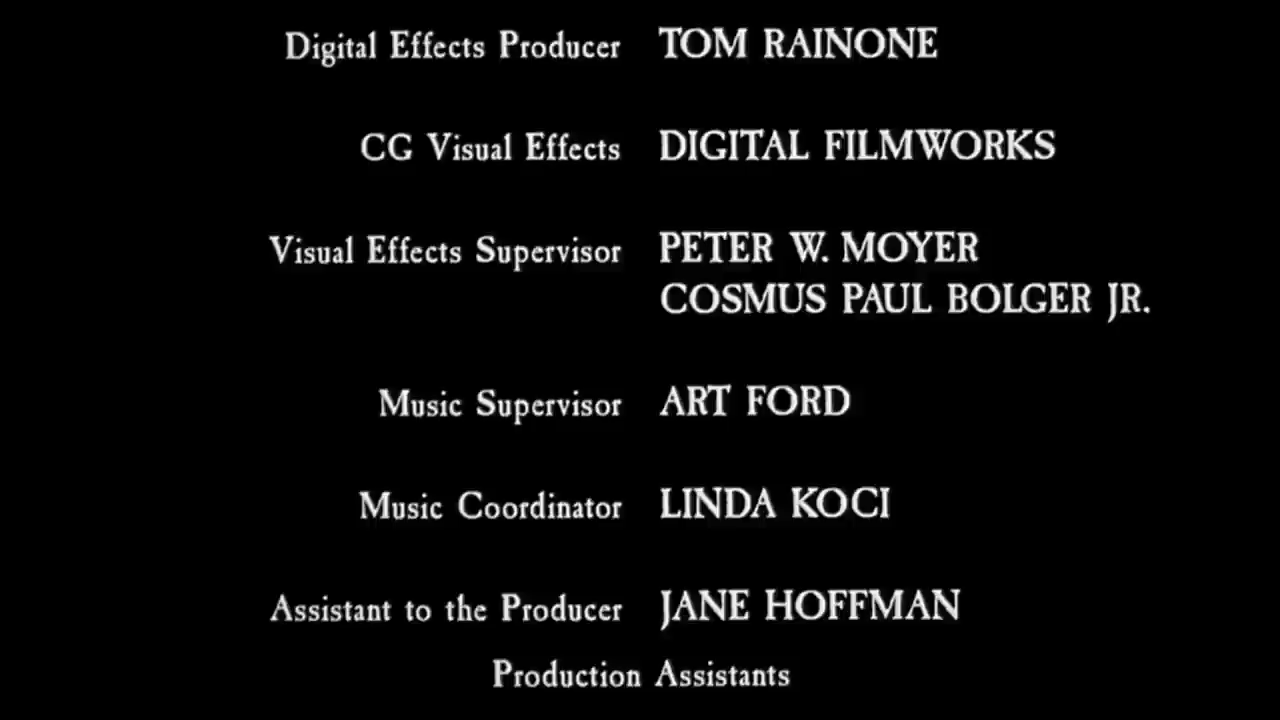 Digital Effects Producer TOM RAINONE
CG Visual Effects DIGITAL FILMWORKS
Visual Effects Supervisor PETER W. MOYER
COSMUS PAUL BOLGER JR.
Music Supervisor ART FORD
Music Coordinator LINDA KOCI
Assistant to the Producer JANE HOFFMAN
Production Assistants